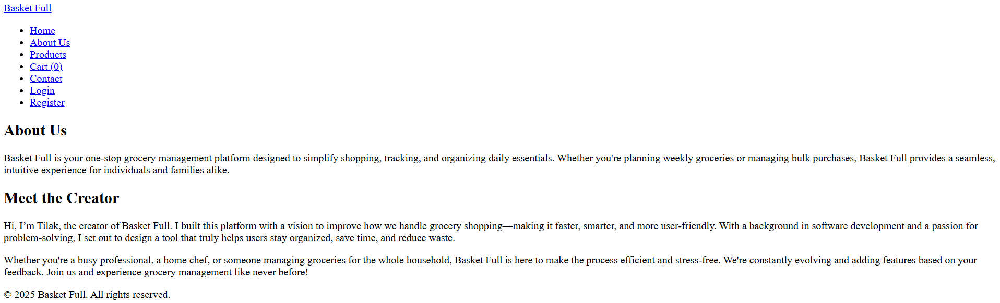 Basket Full
Home
About Us
Products
Cart (0)
Contact
Login
Register
About Us
Basket Full is your one-stop grocery management platform designed to simplify shopping, tracking, and organizing daily essentials. Whether you're planning weekly groceries or managing bulk purchases, Basket Full provides a seamless,
intuitive experience for individuals and families alike.
Meet the Creator
Hi, I’m Tilak, the creator of Basket Full. I built this platform with a vision to improve how we handle grocery shopping—making it faster, smarter, and more user-friendly. With a background in software development and a passion for
problem-solving, I set out to design a tool that truly helps users stay organized, save time, and reduce waste.
Whether you're a busy professional, a home chef, or someone managing groceries for the whole household, Basket Full is here to make the process efficient and stress-free. We're constantly evolving and adding features based on your
feedback. Join us and experience grocery management like never before!
© 2025 Basket Full. All rights reserved.